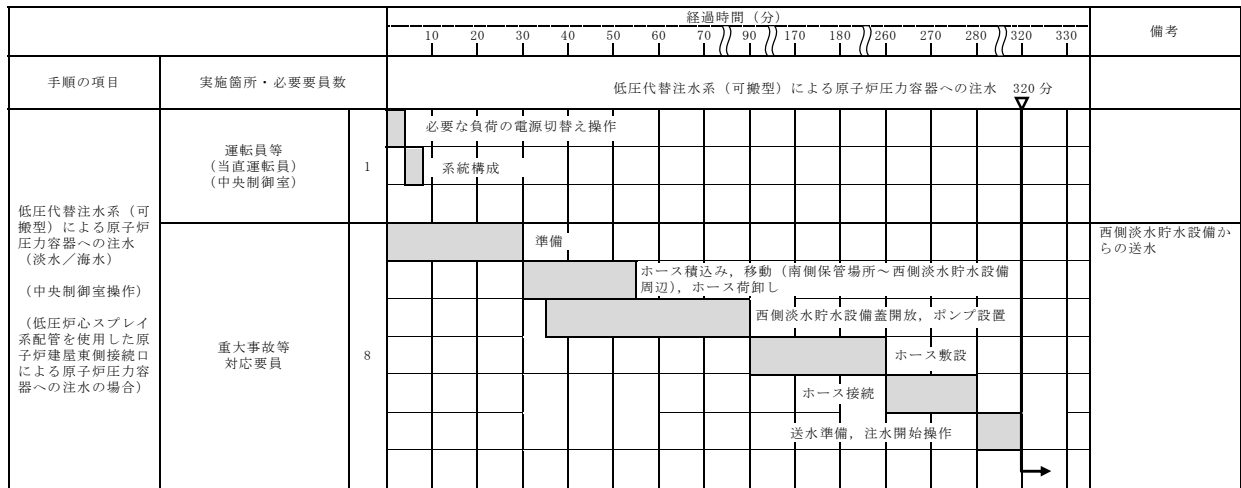 経過時間（分）
備考
10 20 30 40 50 60 70 90 170 180 260 270 280 320 330
手順の項目
実施箇所・必要要員数
低圧代替注水系（可搬型）による原子炉圧力容器への注水 320 分
低圧代替注水系（可
搬型）による原子炉
圧力容器への注水
（淡水／海水）
（中央制御室操作）
（低圧炉心スプレイ
系配管を使用した原
子炉建屋東側接続口
による原子炉圧力容
器への注水の場合）
運転員等
（当直運転員）
（中央制御室）
1
必要な負荷の電源切替え操作
系統構成
重大事故等
対応要員
8
準備
ホース積込み，移動（南側保管場所～西側淡水貯水設備
周辺），ホース荷卸し
西側淡水貯水設備蓋開放，ポンプ設置
ホース敷設
ホース接続
送水準備，注水開始操作
西側淡水貯水設備か
らの送水